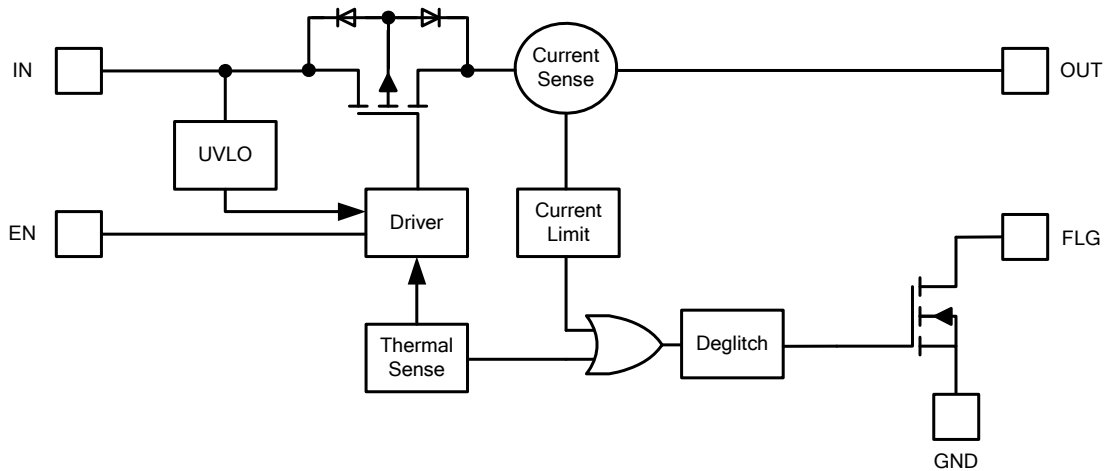 IN
Current
Sense
OUT
UVLO
EN
Driver
Current
Limit
FLG
Thermal
Sense
Deglitch
GND